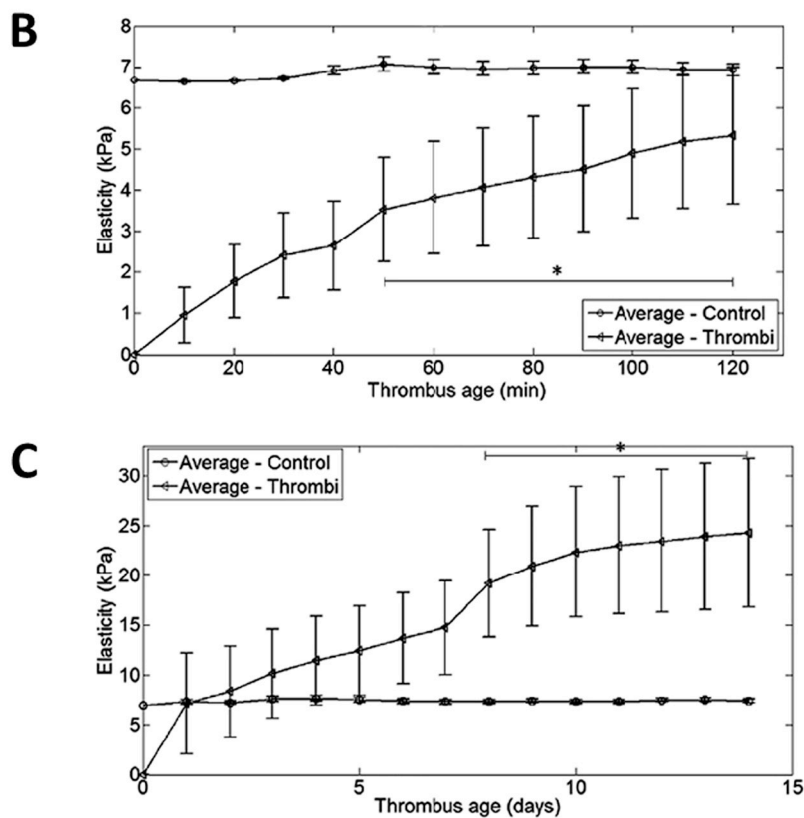 B
8
7
6
5
4
3
2
1
0
Elasticity (kPa)
*
Average - Control
Average - Thrombi
0 20 40 60 80 100 120
Thrombus age (min)
C
30
25
20
15
10
5
0
Elasticity (kPa)
Average - Control
Average - Thrombi
*
0 5 10 15
Thrombus age (days)